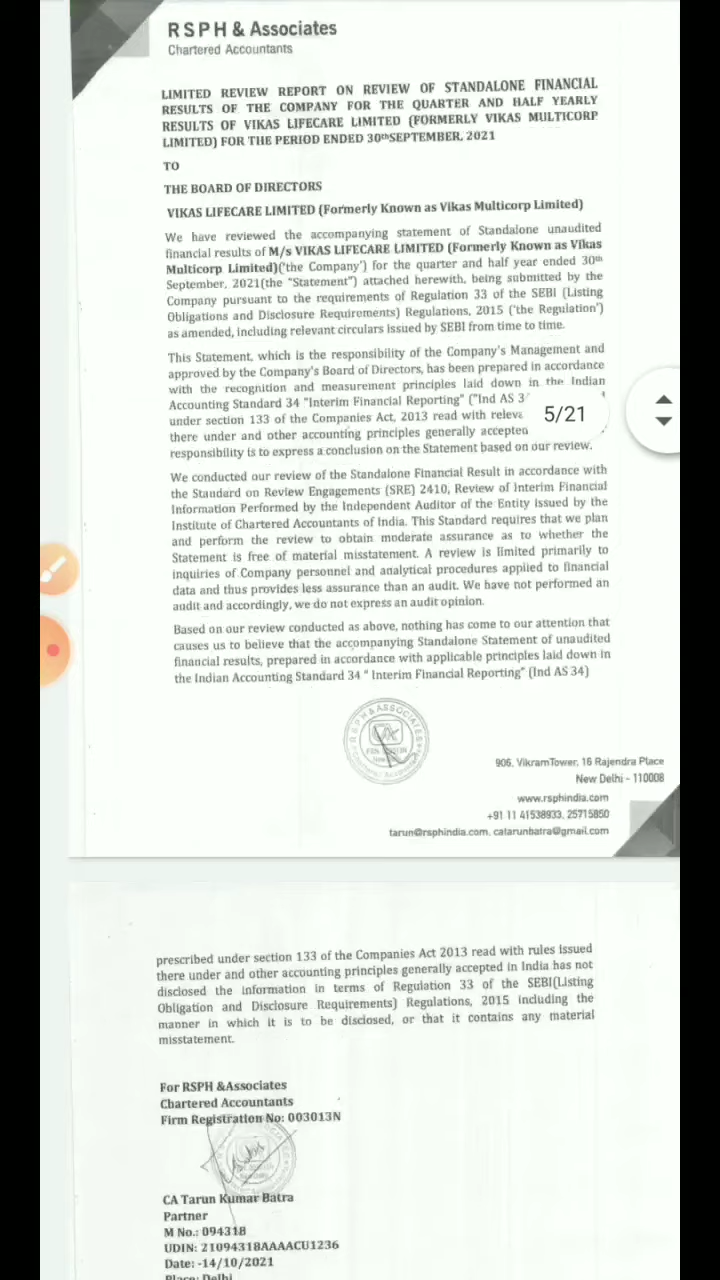 RSPH & Associates
Chartered Accountants
LIMITED REVIEW REPORT ON REVIEW OF STANDALONE FINANCIAL
RESULTS OF THE COMPANY FOR THE QUARTER AND HALF YEARLY
RESULTS OF VIKAS LIFECARE LIMITED (FORMERLY VIKAS MULTICORP
LIMITED) FOR THE PERIOD ENDED 30thSEPTEMBER, 2021
TO
THE BOARD OF DIRECTORS
VIKAS LIFECARE LIMITED (Formerly Known as Vikas Multicorp Limited)
We have reviewed the accompanying statement of Standalone unaudited
financial results of M/s VIKAS LIFECARE LIMITED (Formerly Known as Vikas
Multicorp Limited)('the Company') for the quarter and half year ended 30th
September, 2021(the "Statement") attached herewith, being submitted by the
Company pursuant to the requirements of Regulation 33 of the SEBI (Listing
Obligations and Disclosure Requirements) Regulations, 2015 ('the Regulation')
as amended, including relevant circulars issued by SEBI from time to time.
This Statement, which is the responsibility of the Company's Management and
approved by the Company's Board of Directors, has been prepared in accordance
with the recognition and measurement principles laid down in the Indian
Accounting Standard 34 "Interim Financial Reporting" ("Ind AS 3
under section 133 of the Companies Act, 2013 read with
5/21
there under and other accounting principles generally
responsibility is to express a conclusion on the Statement based on our review.
We conducted our review of the Standalone Financial Result in accordance with
the Standard on Review Engagements (SRE) 2410, Review of Interim Financial
Information Performed by the Independent Auditor of the Entity issued by the
Institute of Chartered Accountants of India. This Standard requires that we plan
and perform the review to obtain moderate assurance as to whether the
Statement is free of material misstatement. A review is limited primarily to
inquiries of Company personnel and analytical procedures applied to financial
data and thus provides less assurance than an audit. We have not performed an
audit and accordingly, we do not express an audit opinion.
Based on our review conducted as above, nothing has come to our attention that
causes us to believe that the accompanying Standalone Statement of unaudited
financial results, prepared in accordance with applicable principles laid down in
the Indian Accounting Standard 34 " Interim Financial Reporting" (Ind AS 34)
RSPH & ASSOCIATES
906, VikramTower, 16 Rajendra Place
New Delhi - 110008
www.rsphindia.com
+91 11 41538933, 25715850
tarun@rsphindia.com, catarunbatra@gmail.com
prescribed under section 133 of the Companies Act 2013 read with rules issued
there under and other accounting principles generally accepted in India has not
disclosed the information in terms of Regulation 33 of the SEBI(Listing
Obligation and Disclosure Requirements) Regulations, 2015 including the
manner in which it is to be disclosed, or that it contains any material
misstatement.
For RSPH &Associates
Chartered Accountants
Firm Registration No: 003013N
CA Tarun Kumar Batra
Partner
M No.: 094318
UDIN: 21094318AAAACU1236
Date: -14/10/2021
Place: Delhi